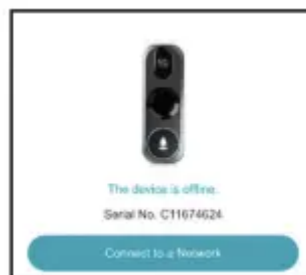 The device is offline.
Serial No. C11674624
Connect to a Network